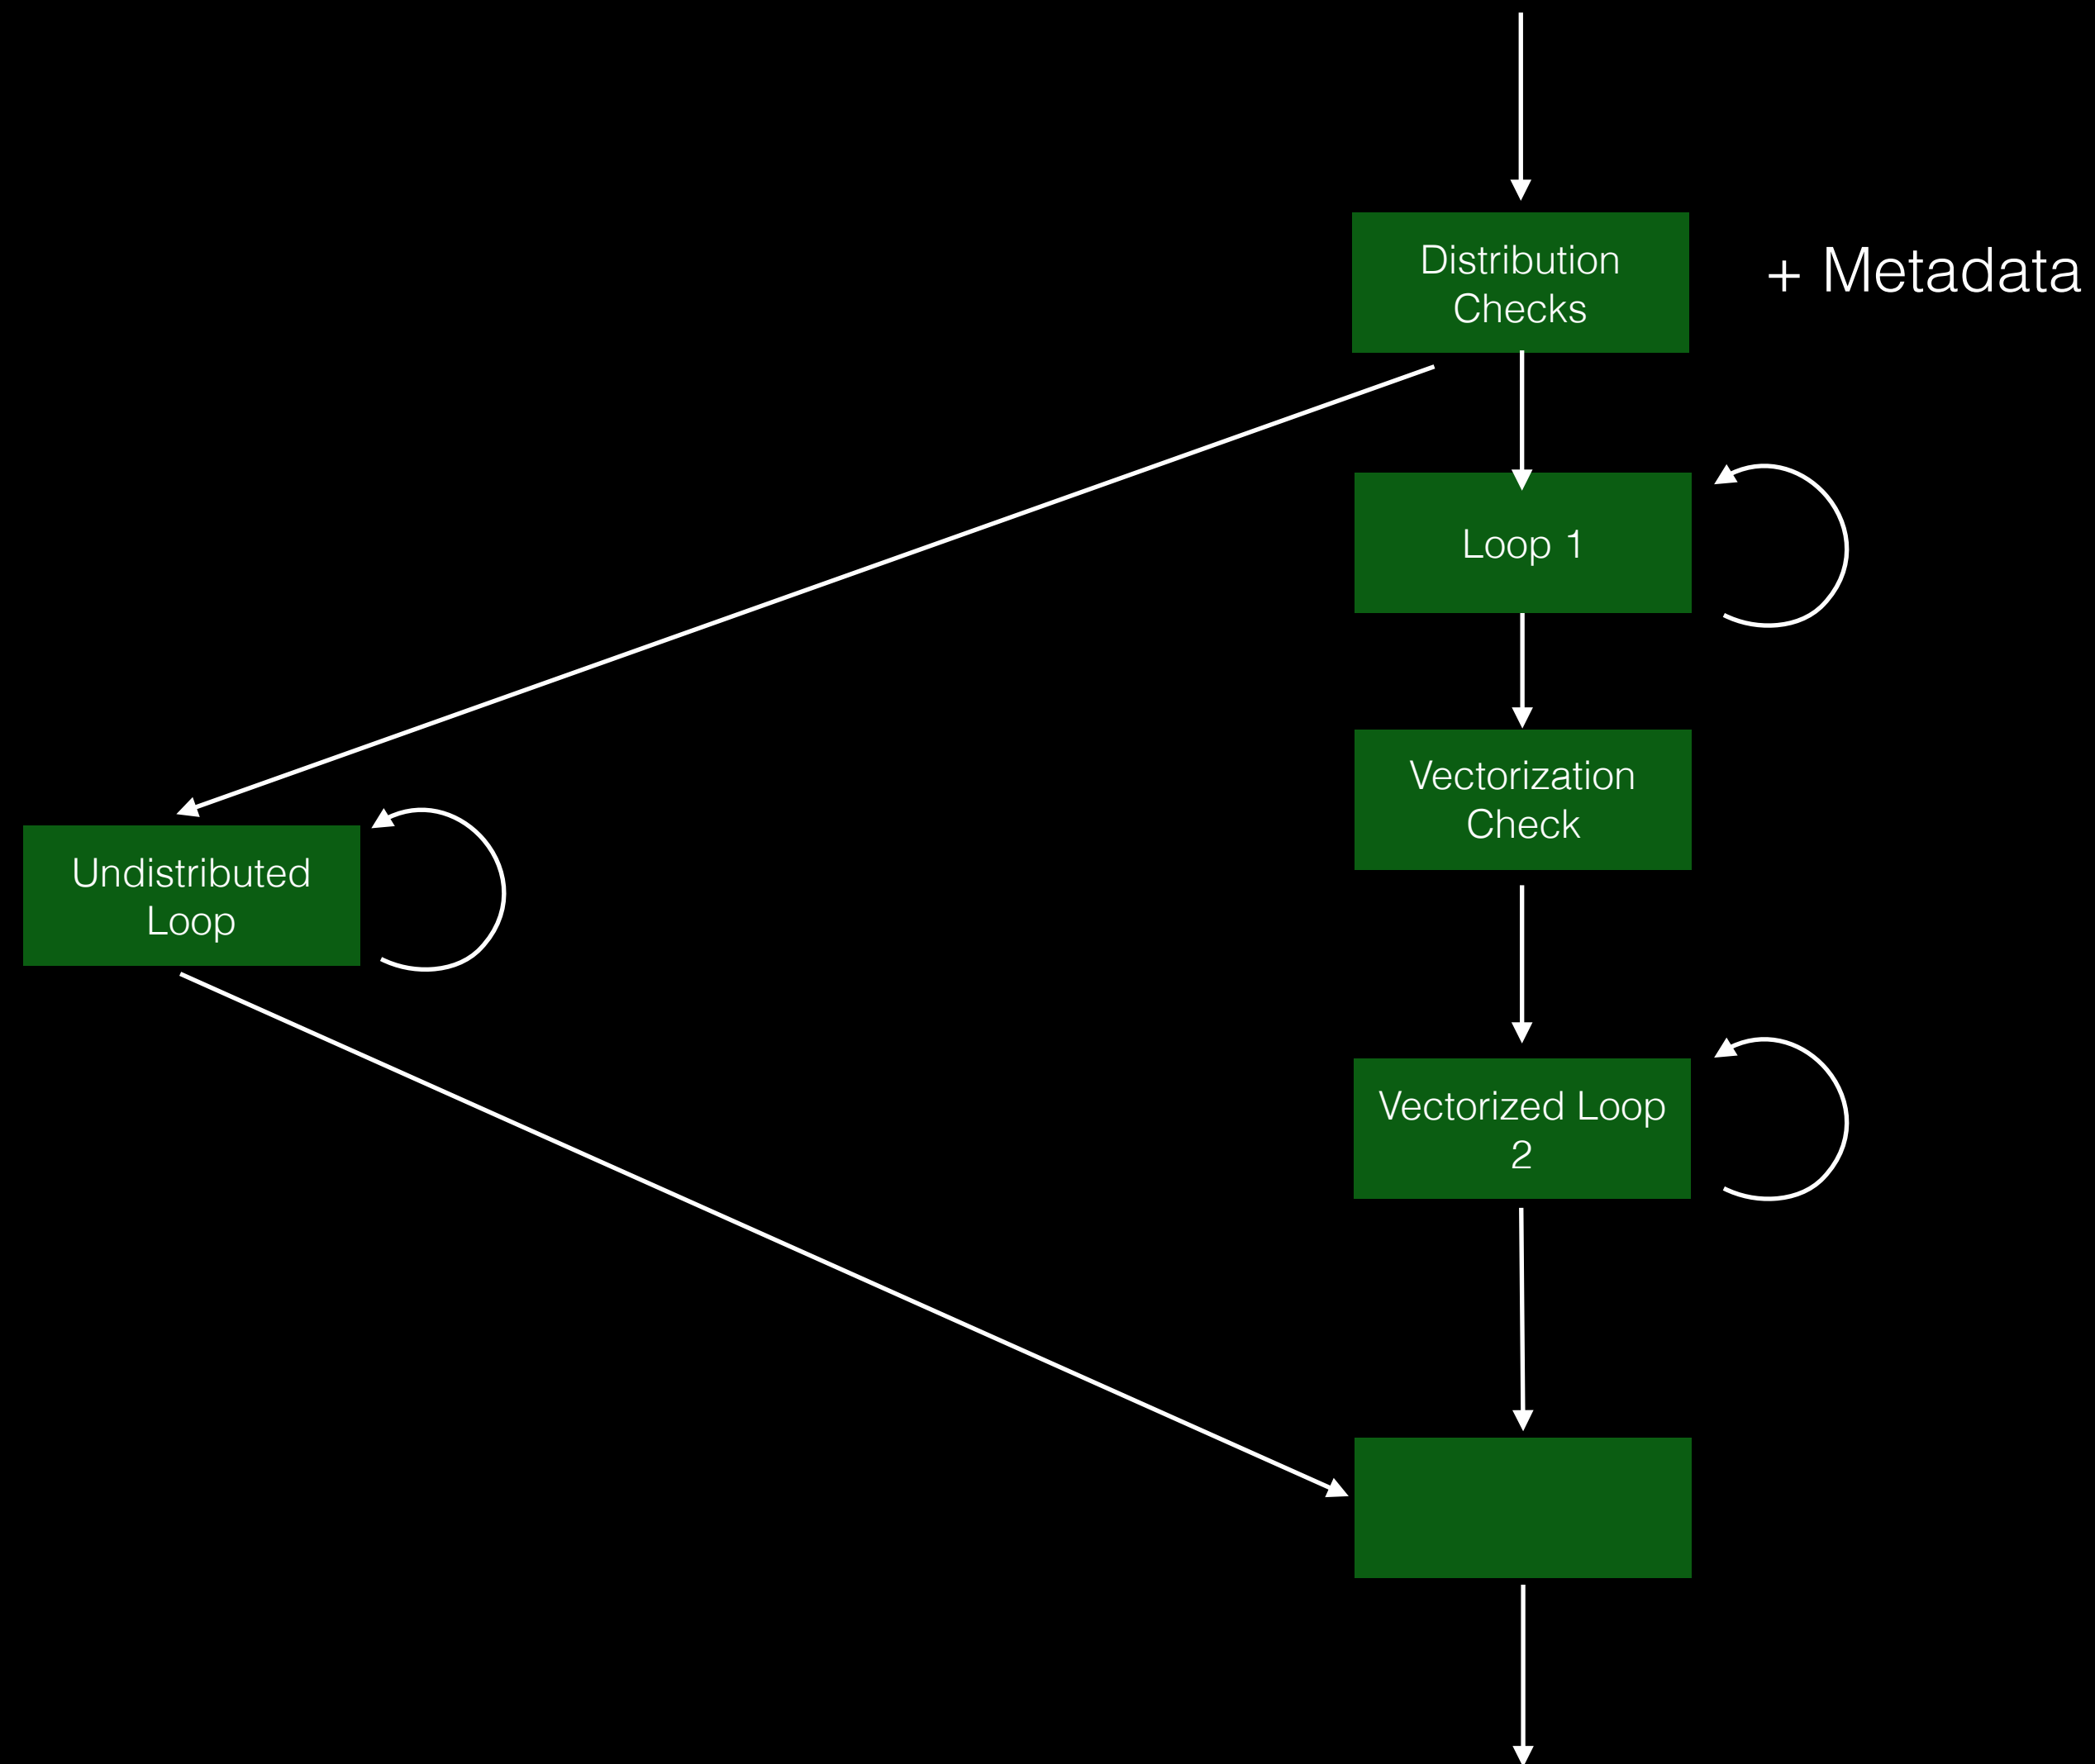 Distribution
Checks
+ Metadata
Loop 1
Vectorization
Check
Undistributed
Loop
Vectorized Loop
2